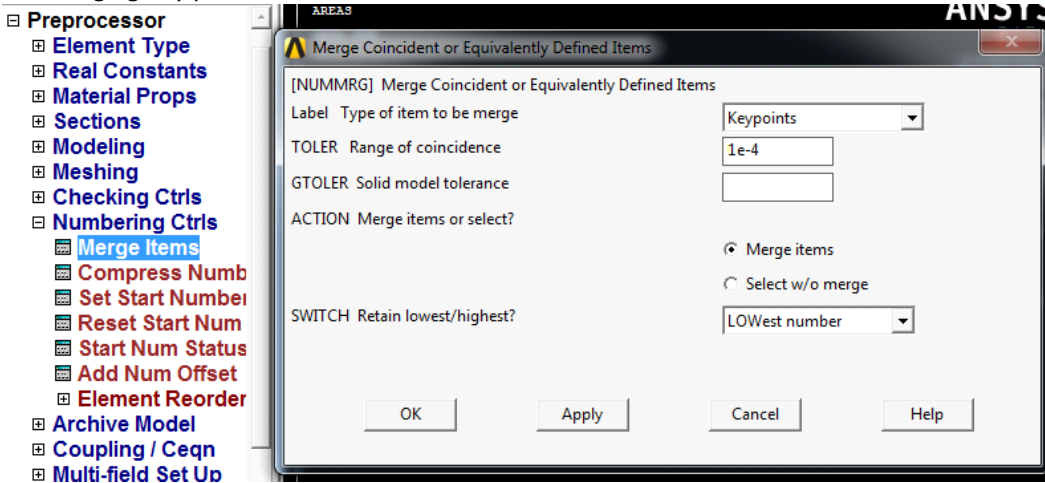 Preprocessor
Element Type
Real Constants
Material Props
Sections
Modeling
Meshing
Checking Ctrls
Numbering Ctrls
Merge Items
Compress Numb
Set Start Number
Reset Start Num
Start Num Status
Add Num Offset
Element Reorder
Archive Model
Coupling / Ceqn
Multi-field Set Up
AREAS
ANSYS
Merge Coincident or Equivalently Defined Items
[NUMMRG] Merge Coincident or Equivalently Defined Items
Label Type of item to be merge Keypoints
TOLER Range of coincidence 1e-4
GTOLER Solid model tolerance
ACTION Merge items or select?
Merge items
Select w/o merge
SWITCH Retain lowest/highest? LOWest number
OK Apply Cancel Help